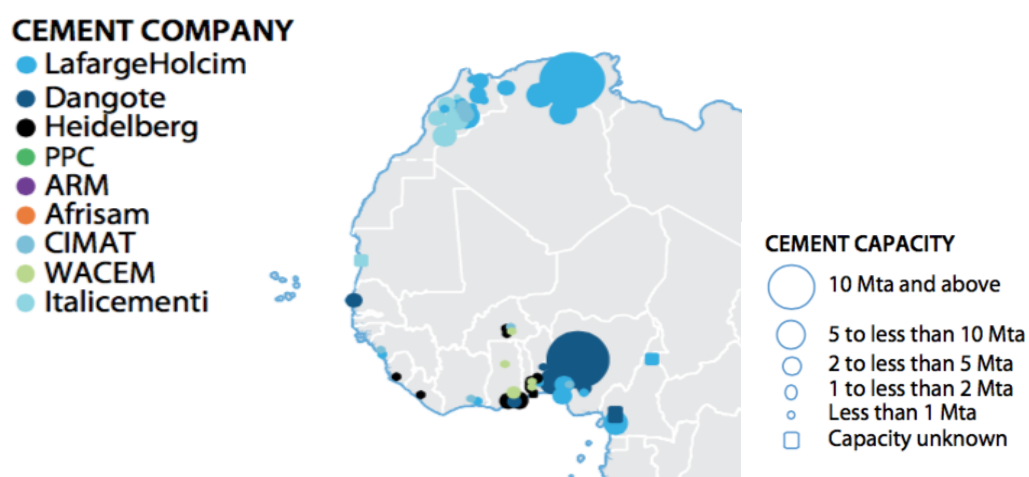 CEMENT COMPANY
LafargeHolcim
Dangote
Heidelberg
PPC
ARM
Afrisam
CIMAT
WACEM
Italicementi
CEMENT CAPACITY
10 Mta and above
5 to less than 10 Mta
2 to less than 5 Mta
1 to less than 2 Mta
Less than 1 Mta
Capacity unknown